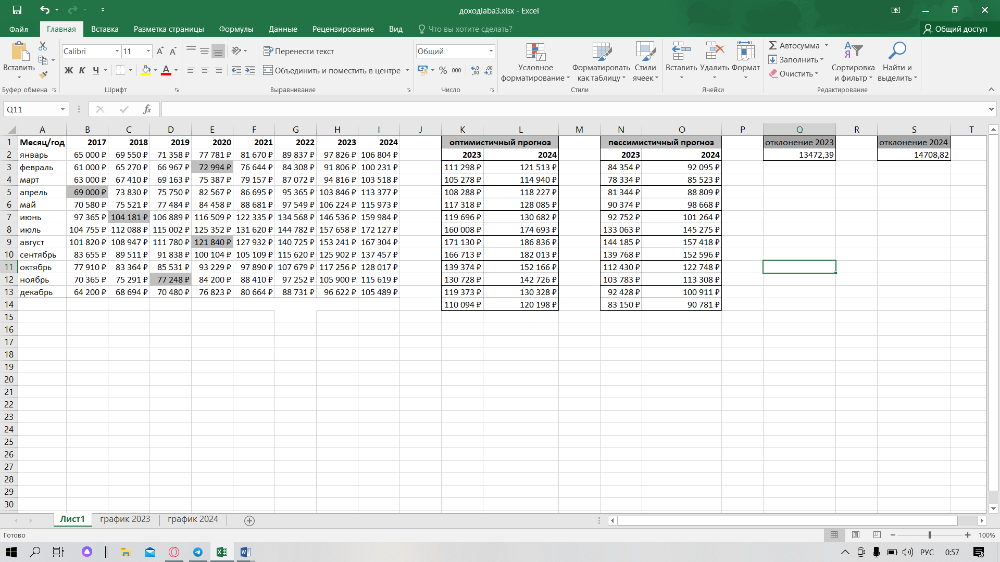 доходlaba3.xlsx - Excel
Файл Главная Вставка Разметка страницы Формулы Данные Рецензирование Вид Что вы хотите сделать? Общий доступ
Calibri 11 Перенести текст Общий Автосумма
Вставить Заполнить
Ж К Ч А Объединить и поместить в центре % 000 Условное форматирование Форматировать как таблицу Стили ячеек Вставить Удалить Формат Очистить Сортировка и фильтр Найти и выделить
Буфер обмена Шрифт Выравнивание Число Стили Ячейки Редактирование
Q11 fx
A B C D E F G H I J K L M N O P Q R S T
1 Месяц/год 2017 2018 2019 2020 2021 2022 2023 2024 оптимистичный прогноз пессимистичный прогноз отклонение 2023 отклонение 2024
2 январь 65 000 ₽ 69 550 ₽ 71 358 ₽ 77 781 ₽ 81 670 ₽ 89 837 ₽ 97 826 ₽ 106 804 ₽ 2023 2024 2023 2024 13472,39 14708,82
3 февраль 61 000 ₽ 65 270 ₽ 66 967 ₽ 72 994 ₽ 76 644 ₽ 84 308 ₽ 91 806 ₽ 100 231 ₽ 111 298 ₽ 121 513 ₽ 84 354 ₽ 92 095 ₽
4 март 63 000 ₽ 67 410 ₽ 69 163 ₽ 75 387 ₽ 79 157 ₽ 87 072 ₽ 94 816 ₽ 103 518 ₽ 105 278 ₽ 114 940 ₽ 78 334 ₽ 85 523 ₽
5 апрель 69 000 ₽ 73 830 ₽ 75 750 ₽ 82 567 ₽ 86 695 ₽ 95 365 ₽ 103 846 ₽ 113 377 ₽ 108 288 ₽ 118 227 ₽ 81 344 ₽ 88 809 ₽
6 май 70 580 ₽ 75 521 ₽ 77 484 ₽ 84 458 ₽ 88 681 ₽ 97 549 ₽ 106 224 ₽ 115 973 ₽ 117 318 ₽ 128 085 ₽ 90 374 ₽ 98 668 ₽
7 июнь 97 365 ₽ 104 181 ₽ 106 889 ₽ 116 509 ₽ 122 335 ₽ 134 568 ₽ 146 536 ₽ 159 984 ₽ 119 696 ₽ 130 682 ₽ 92 752 ₽ 101 264 ₽
8 июль 104 755 ₽ 112 088 ₽ 115 002 ₽ 125 352 ₽ 131 620 ₽ 144 782 ₽ 157 658 ₽ 172 127 ₽ 160 008 ₽ 174 693 ₽ 133 063 ₽ 145 275 ₽
9 август 101 820 ₽ 108 947 ₽ 111 780 ₽ 121 840 ₽ 127 932 ₽ 140 725 ₽ 153 241 ₽ 167 304 ₽ 171 130 ₽ 186 836 ₽ 144 185 ₽ 157 418 ₽
10 сентябрь 83 655 ₽ 89 511 ₽ 91 838 ₽ 100 104 ₽ 105 109 ₽ 115 620 ₽ 125 902 ₽ 137 457 ₽ 166 713 ₽ 182 013 ₽ 139 768 ₽ 152 596 ₽
11 октябрь 77 910 ₽ 83 364 ₽ 85 531 ₽ 93 229 ₽ 97 890 ₽ 107 679 ₽ 117 256 ₽ 128 017 ₽ 139 374 ₽ 152 166 ₽ 112 430 ₽ 122 748 ₽
12 ноябрь 70 365 ₽ 75 291 ₽ 77 248 ₽ 84 200 ₽ 88 410 ₽ 97 252 ₽ 105 900 ₽ 115 619 ₽ 130 728 ₽ 142 726 ₽ 103 783 ₽ 113 308 ₽
13 декабрь 64 200 ₽ 68 694 ₽ 70 480 ₽ 76 823 ₽ 80 664 ₽ 88 731 ₽ 96 622 ₽ 105 489 ₽ 119 373 ₽ 130 328 ₽ 92 428 ₽ 100 911 ₽
14 110 094 ₽ 120 198 ₽ 83 150 ₽ 90 781 ₽
15
16
17
18
19
20
21
22
23
24
25
26
27
28
29
30
Лист1 график 2023 график 2024
Готово 100%
РУС 0:57